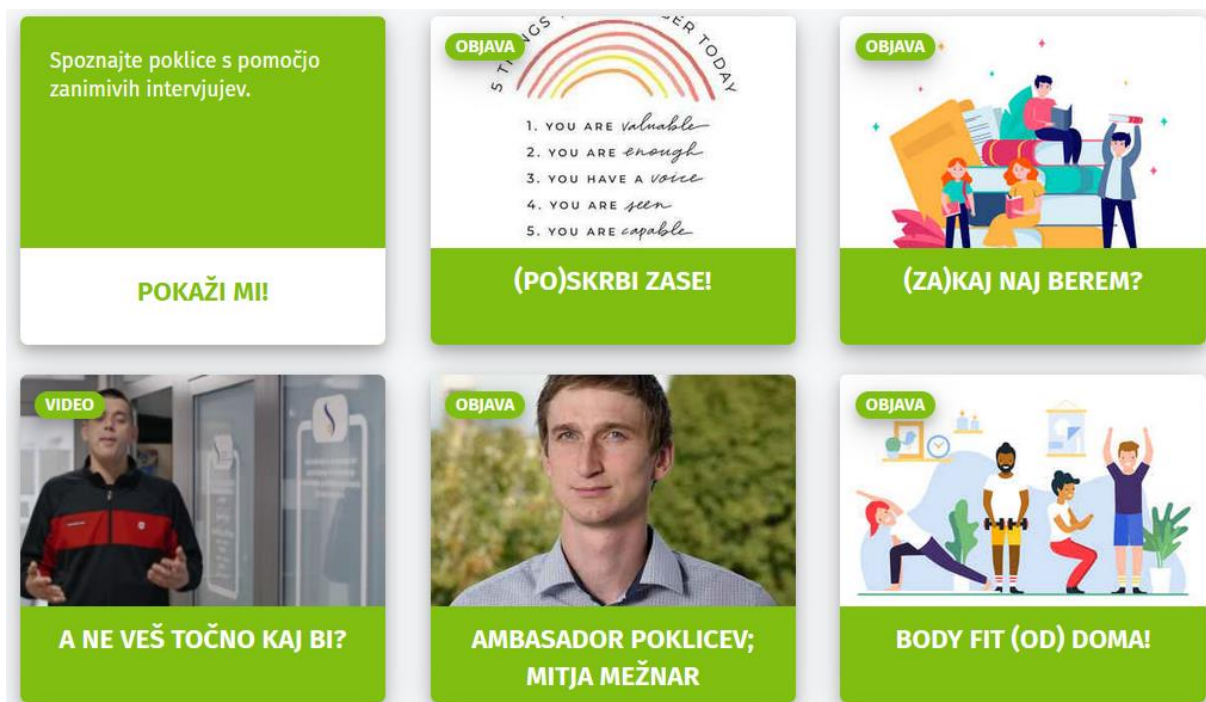 Spoznajte poklice s pomočjo
zanimivih intervjujev.
POKAŽI MI!
OBJAVA
5 TODAY
1. YOU ARE valuable
2. YOU ARE enough
3. YOU HAVE A voice
4. YOU ARE seen
5. YOU ARE capable
(PO)SKRBI ZASE!
OBJAVA
(ZA)KAJ NAJ BEREM?
VIDEO
A NE VEŠ TOČNO KAJ BI?
OBJAVA
AMBASADOR POKLICEV;
MITJA MEŽNAR
OBJAVA
BODY FIT (OD) DOMA!